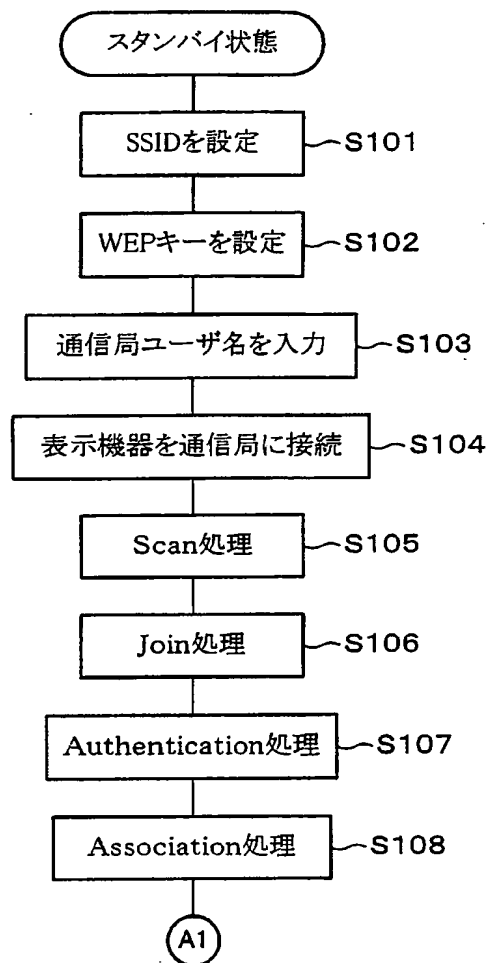 スタンバイ状態
SSIDを設定 S101
WEPキーを設定 S102
通信局ユーザ名を入力 S103
表示機器を通信局に接続 S104
Scan処理 S105
Join処理 S106
Authentication処理 S107
Association処理 S108
A1